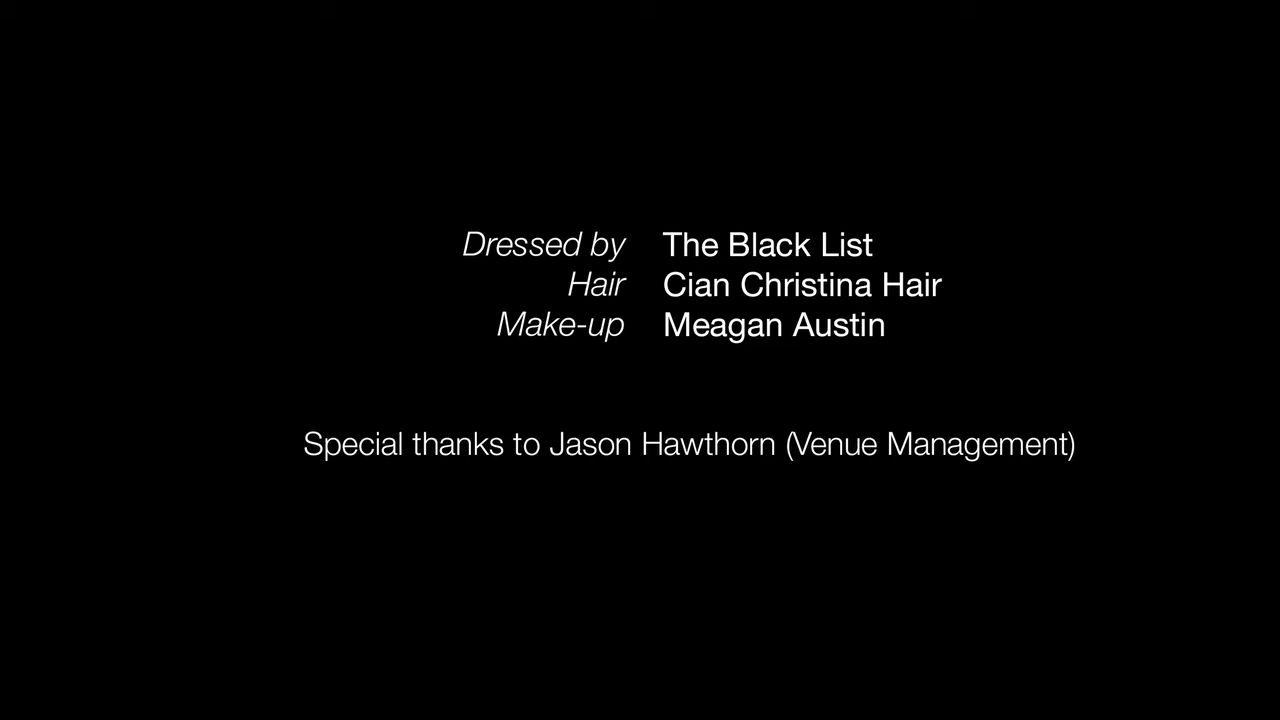 Dressed by The Black List
Hair Cian Christina Hair
Make-up Meagan Austin
Special thanks to Jason Hawthorn (Venue Management)